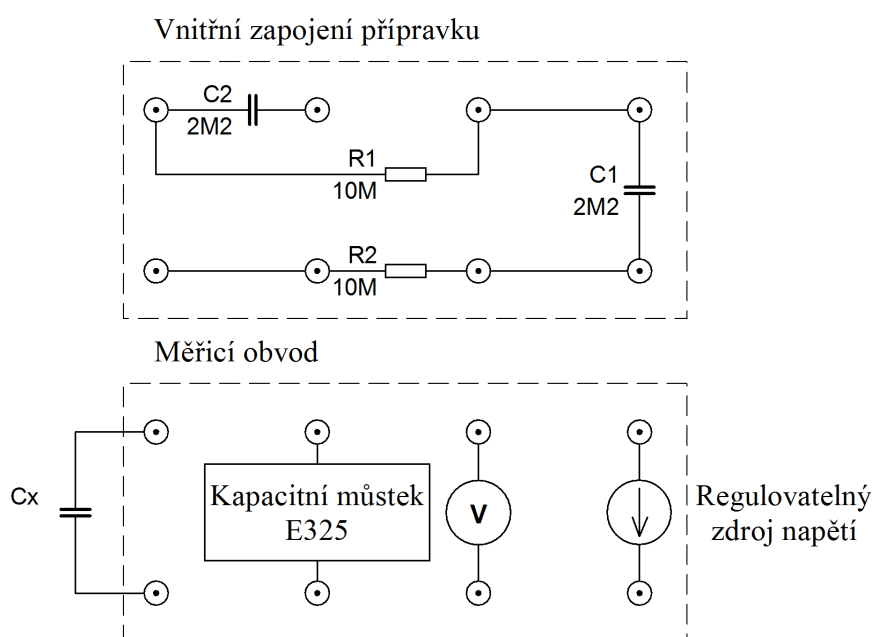 Vnitřní zapojení přípravku
C2
2M2
R1
10M
C1
2M2
R2
10M
Měřicí obvod
Cx
Kapacitní můstek
E325
V
Regulovatelný
zdroj napětí